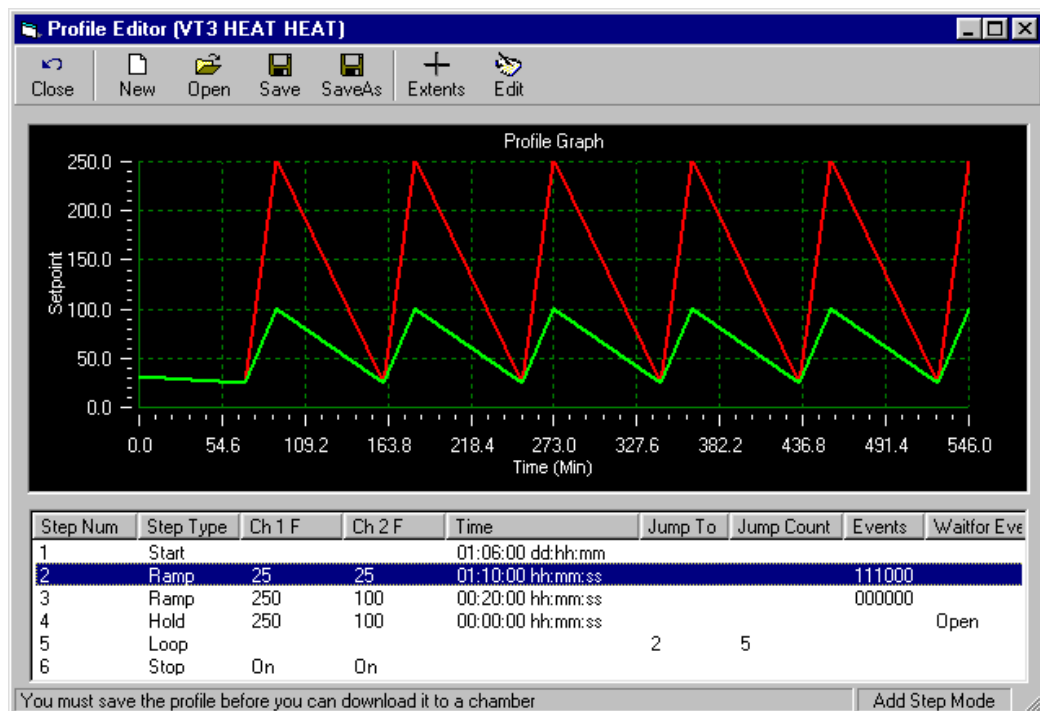 Profile Editor (VT3 HEAT HEAT)
Close New Open Save SaveAs Extents Edit
Profile Graph
250.0
200.0
150.0
100.0
50.0
0.0
Setpoint
0.0 54.6 109.2 163.8 218.4 273.0 327.6 382.2 436.8 491.4 546.0
Time (Min)
Step Num Step Type Ch 1 F Ch 2 F Time Jump To Jump Count Events Waitfor Eve
1 Start 01:06:00 dd:hh:mm
2 Ramp 25 25 01:10:00 hh:mm:ss 111000
3 Ramp 250 100 00:20:00 hh:mm:ss 000000
4 Hold 250 100 00:00:00 hh:mm:ss Open
5 Loop 2 5
6 Stop On On
You must save the profile before you can download it to a chamber Add Step Mode